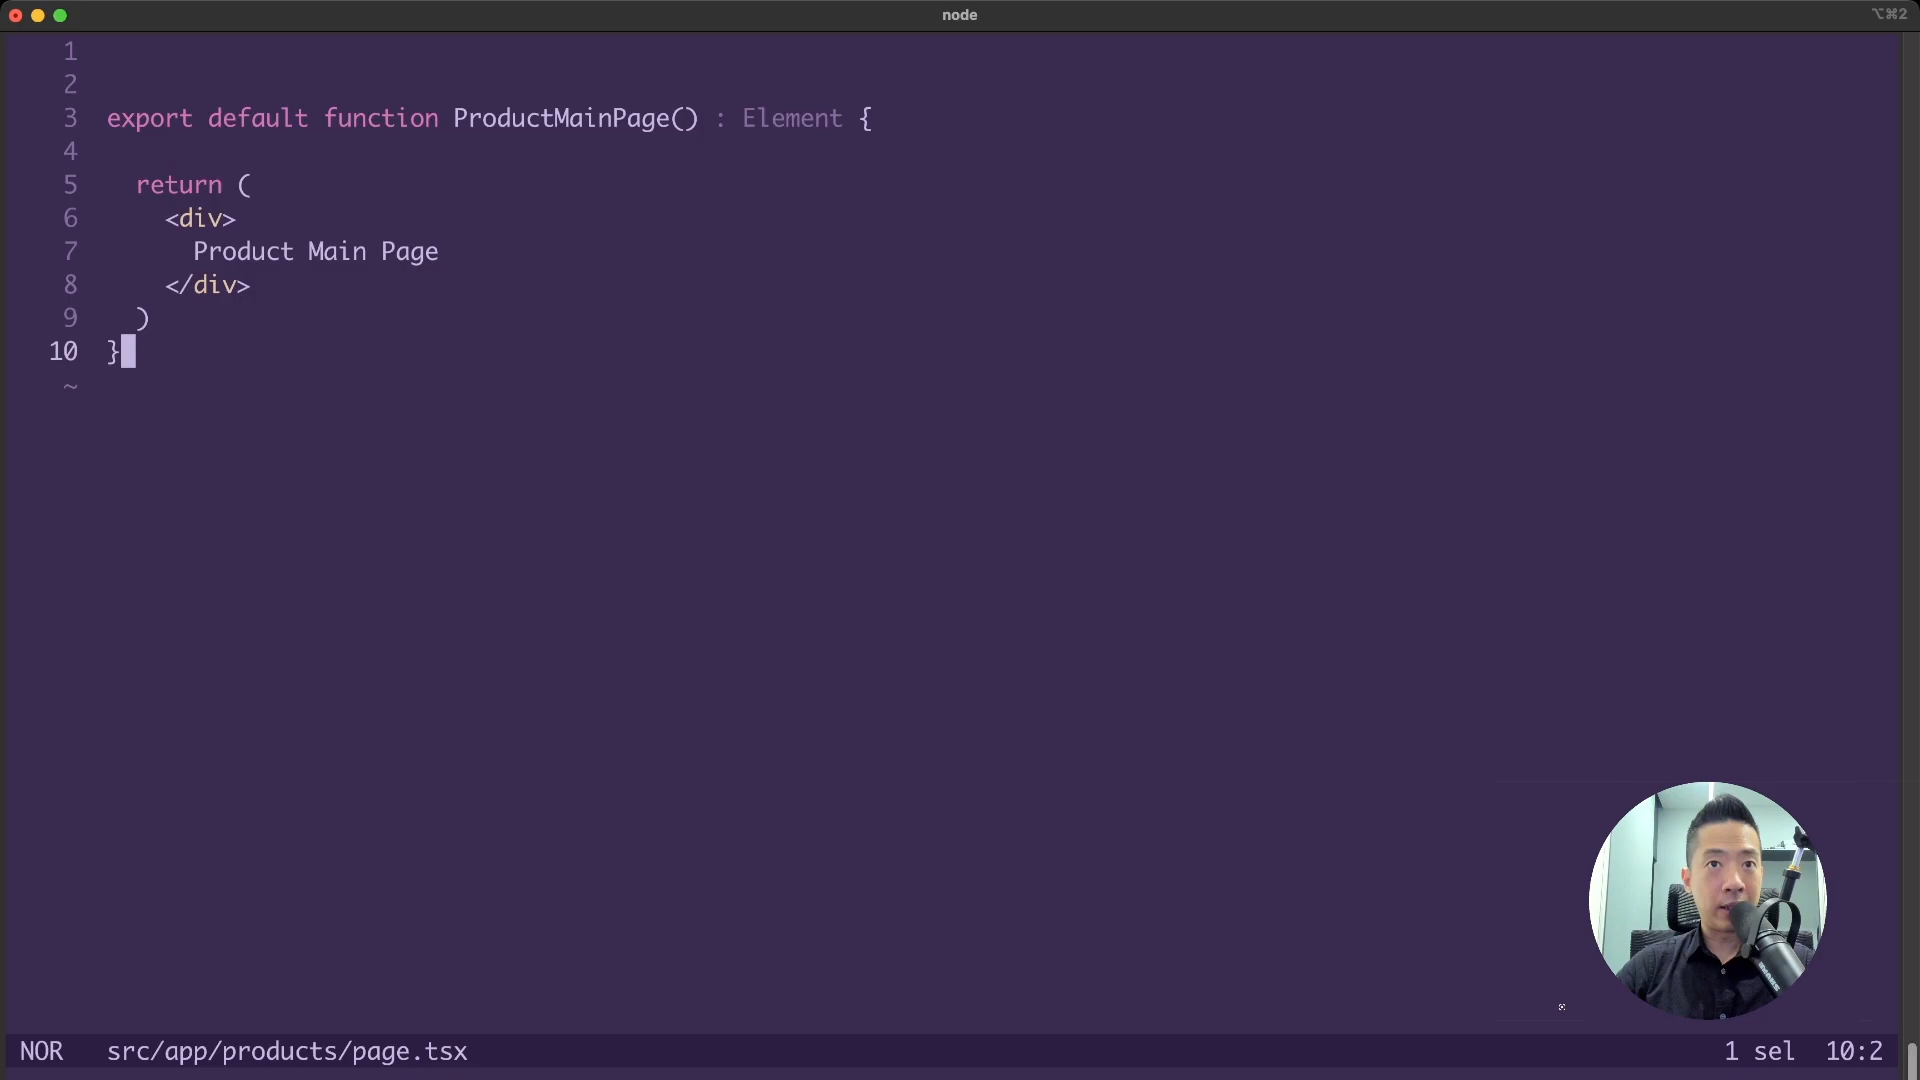 node
⌥⌘2
1
2
3 export default function ProductMainPage() : Element {
4
5 return (
6 <div>
7 Product Main Page
8 </div>
9 )
10 }
~
NOR src/app/products/page.tsx 1 sel 10:2